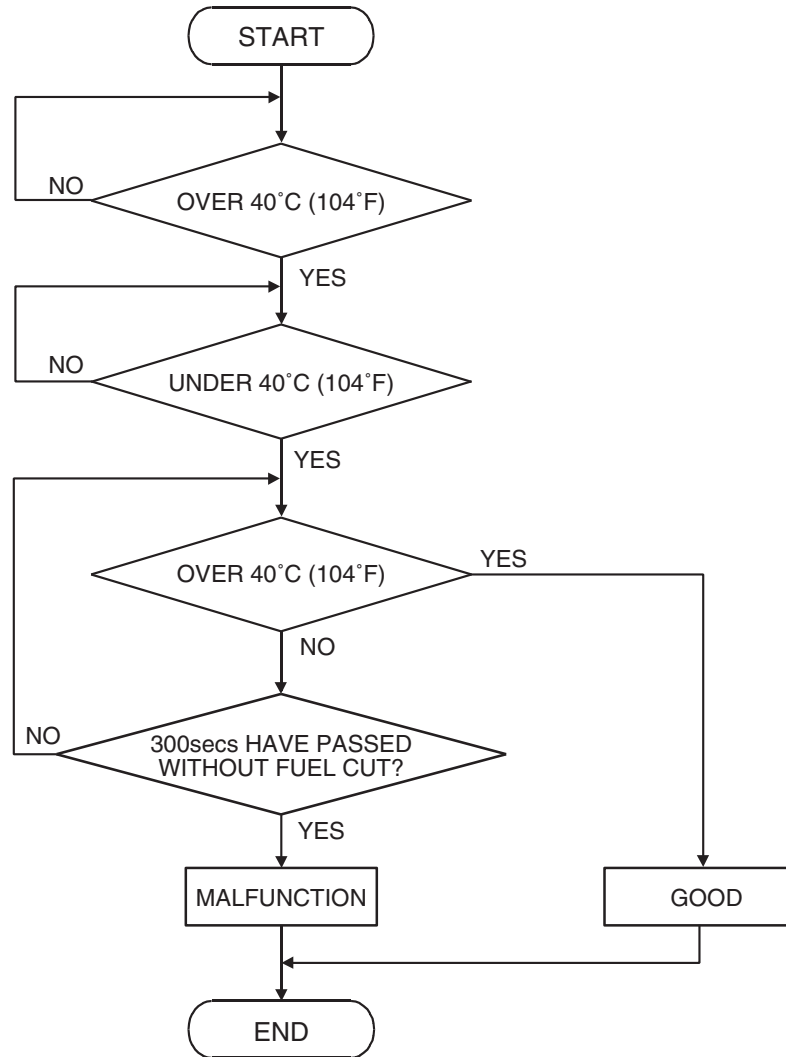 START
NO
OVER 40˚C (104˚F)
YES
NO
UNDER 40˚C (104˚F)
YES
OVER 40˚C (104˚F)
YES
NO
NO
300secs HAVE PASSED
WITHOUT FUEL CUT?
YES
MALFUNCTION
GOOD
END